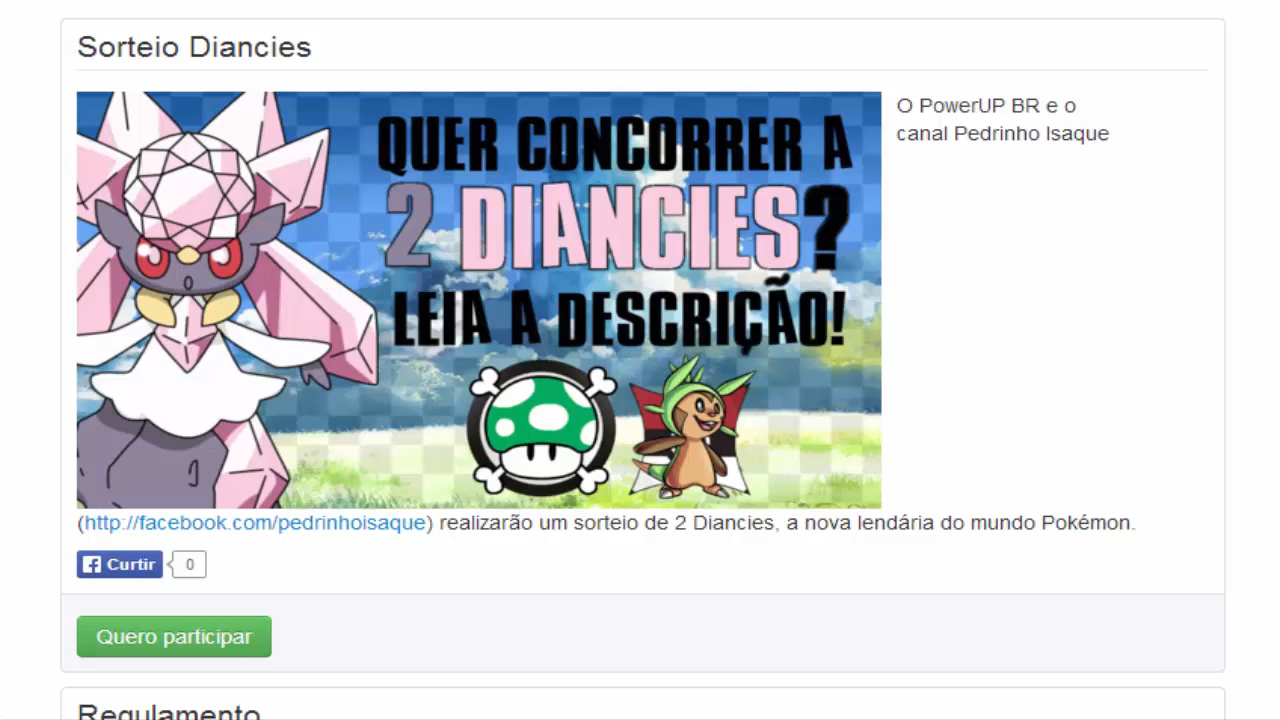 Sorteio Diancies
QUER CONCORRER A
2 DIANCIES?
LEIA A DESCRIÇÃO!
O PowerUP BR e o
canal Pedrinho Isaque
(http://facebook.com/pedrinhoisaque) realizarão um sorteio de 2 Diancies, a nova lendária do mundo Pokémon.
Curtir 0
Quero participar
Regulamento